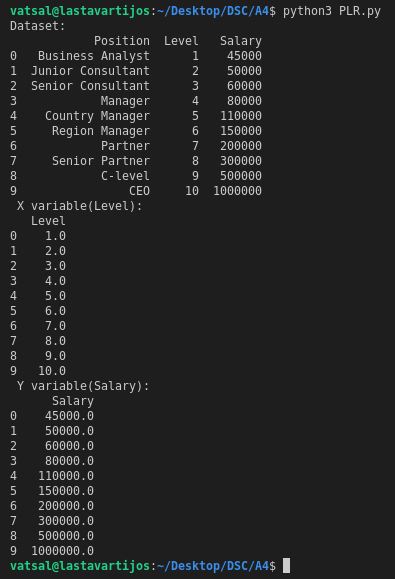 vatsal@lastavartijos:~/Desktop/DSC/A4$ python3 PLR.py
Dataset:
            Position  Level   Salary
0   Business Analyst      1    45000
1  Junior Consultant      2    50000
2  Senior Consultant      3    60000
3            Manager      4    80000
4    Country Manager      5   110000
5     Region Manager      6   150000
6            Partner      7   200000
7     Senior Partner      8   300000
8            C-level      9   500000
9                CEO     10  1000000
 X variable(Level):
   Level
0    1.0
1    2.0
2    3.0
3    4.0
4    5.0
5    6.0
6    7.0
7    8.0
8    9.0
9   10.0
 Y variable(Salary):
      Salary
0    45000.0
1    50000.0
2    60000.0
3    80000.0
4   110000.0
5   150000.0
6   200000.0
7   300000.0
8   500000.0
9  1000000.0
vatsal@lastavartijos:~/Desktop/DSC/A4$